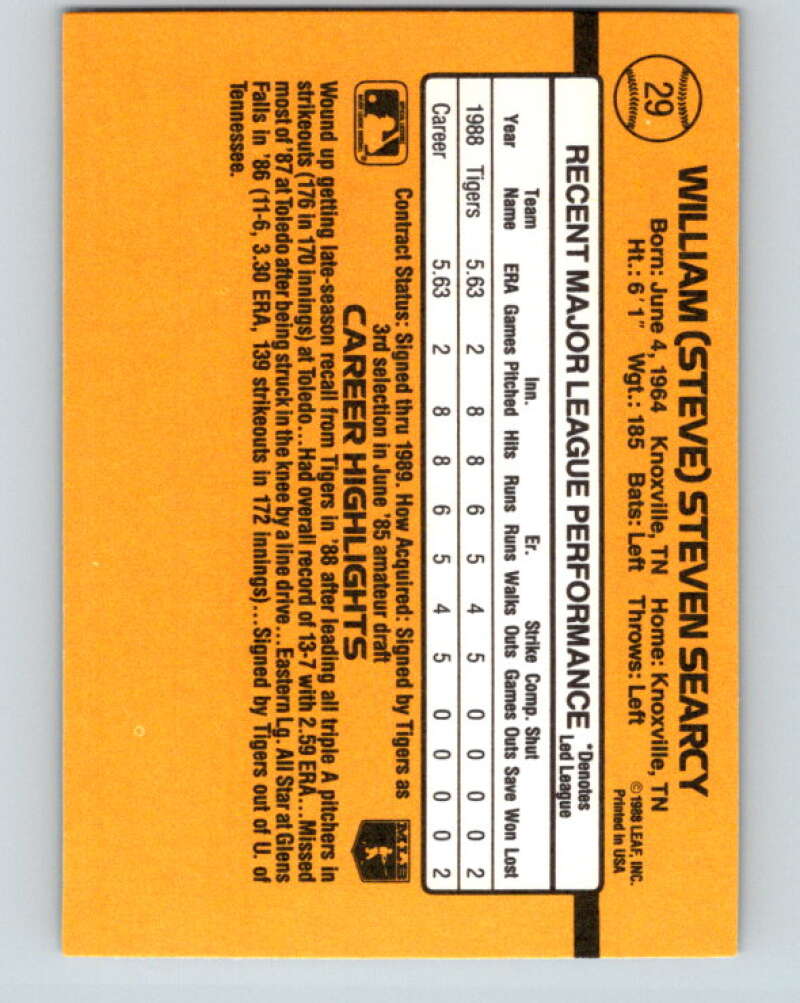 29
WILLIAM (STEVE) STEVEN SEARCY
Born: June 4, 1964 Knoxville, TN Home: Knoxville, TN
Ht.: 6'1" Wgt.: 185 Bats: Left Throws: Left
©1988 LEAF, INC.
Printed in USA
RECENT MAJOR LEAGUE PERFORMANCE *Denotes
Led League
Team Inn. Er. Strike Comp. Shut
Year Name ERA Games Pitched Hits Runs Runs Walks Outs Games Outs Save Won Lost
1988 Tigers 5.63 2 8 8 6 5 4 5 0 0 0 0 2
Career 5.63 2 8 8 6 5 4 5 0 0 0 0 2
Contract Status: Signed thru 1989. How Acquired: Signed by Tigers as
3rd selection in June '85 amateur draft
MLB
CAREER HIGHLIGHTS
Wound up getting late-season recall from Tigers in '88 after leading all triple A pitchers in
strikeouts (176 in 170 innings) at Toledo...Had overall record of 13-7 with 2.59 ERA...Missed
most of '87 at Toledo after being struck in the knee by a line drive...Eastern Lg. All Star at Glens
Falls in '86 (11-6, 3.30 ERA, 139 strikeouts in 172 innings)...Signed by Tigers out of U. of
Tennessee.